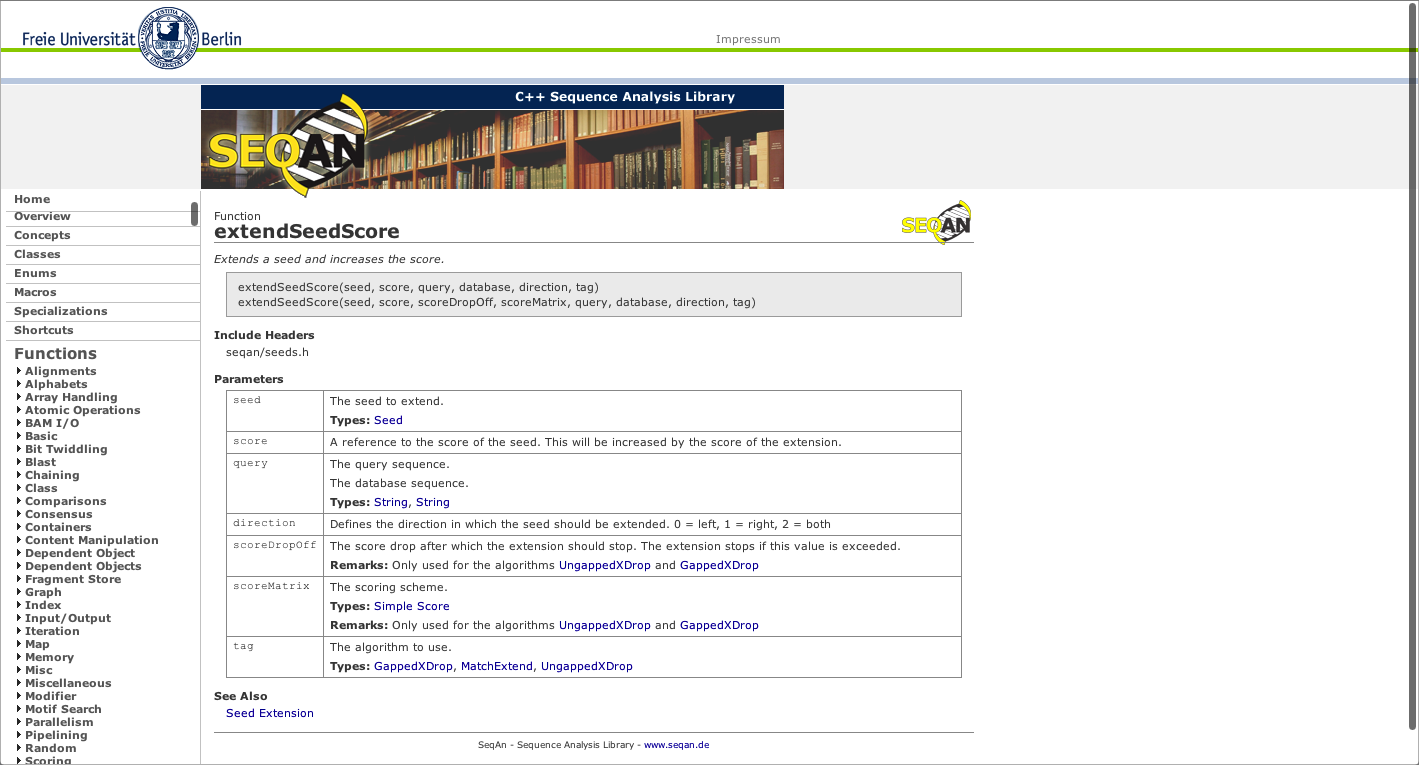 Freie Universität Berlin
Impressum
C++ Sequence Analysis Library
SEQAN
Home
Overview
Concepts
Classes
Enums
Macros
Specializations
Shortcuts
Functions
Alignments
Alphabets
Array Handling
Atomic Operations
BAM I/O
Basic
Bit Twiddling
Blast
Chaining
Class
Comparisons
Consensus
Containers
Content Manipulation
Dependent Object
Dependent Objects
Fragment Store
Graph
Index
Input/Output
Iteration
Map
Memory
Misc
Miscellaneous
Modifier
Motif Search
Parallelism
Pipelining
Random
Scoring
Function
SEQAN
extendSeedScore
Extends a seed and increases the score.
extendSeedScore(seed, score, query, database, direction, tag)
extendSeedScore(seed, score, scoreDropOff, scoreMatrix, query, database, direction, tag)
Include Headers
seqan/seeds.h
Parameters
seed The seed to extend.
Types: Seed
score A reference to the score of the seed. This will be increased by the score of the extension.
query The query sequence.
The database sequence.
Types: String, String
direction Defines the direction in which the seed should be extended. 0 = left, 1 = right, 2 = both
scoreDropOff The score drop after which the extension should stop. The extension stops if this value is exceeded.
Remarks: Only used for the algorithms UngappedXDrop and GappedXDrop
scoreMatrix The scoring scheme.
Types: Simple Score
Remarks: Only used for the algorithms UngappedXDrop and GappedXDrop
tag The algorithm to use.
Types: GappedXDrop, MatchExtend, UngappedXDrop
See Also
Seed Extension
SeqAn - Sequence Analysis Library - www.seqan.de